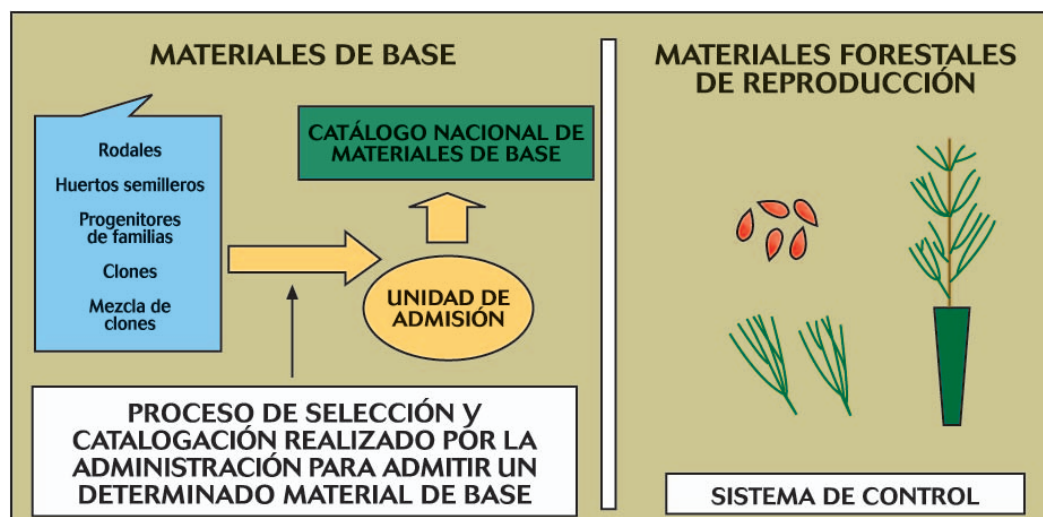 MATERIALES DE BASE
Rodales
Huertos semilleros
Progenitores
de familias
Clones
Mezcla de
clones
CATÁLOGO NACIONAL DE
MATERIALES DE BASE
UNIDAD DE
ADMISIÓN
PROCESO DE SELECCIÓN y
CATALOGACIÓN REALIZADO POR LA
ADMINISTRACIÓN PARA ADMITIR UN
DETERMINADO MATERIAL DE BASE
MATERIALES FORESTALES
DE REPRODUCCIÓN
SISTEMA DE CONTROL